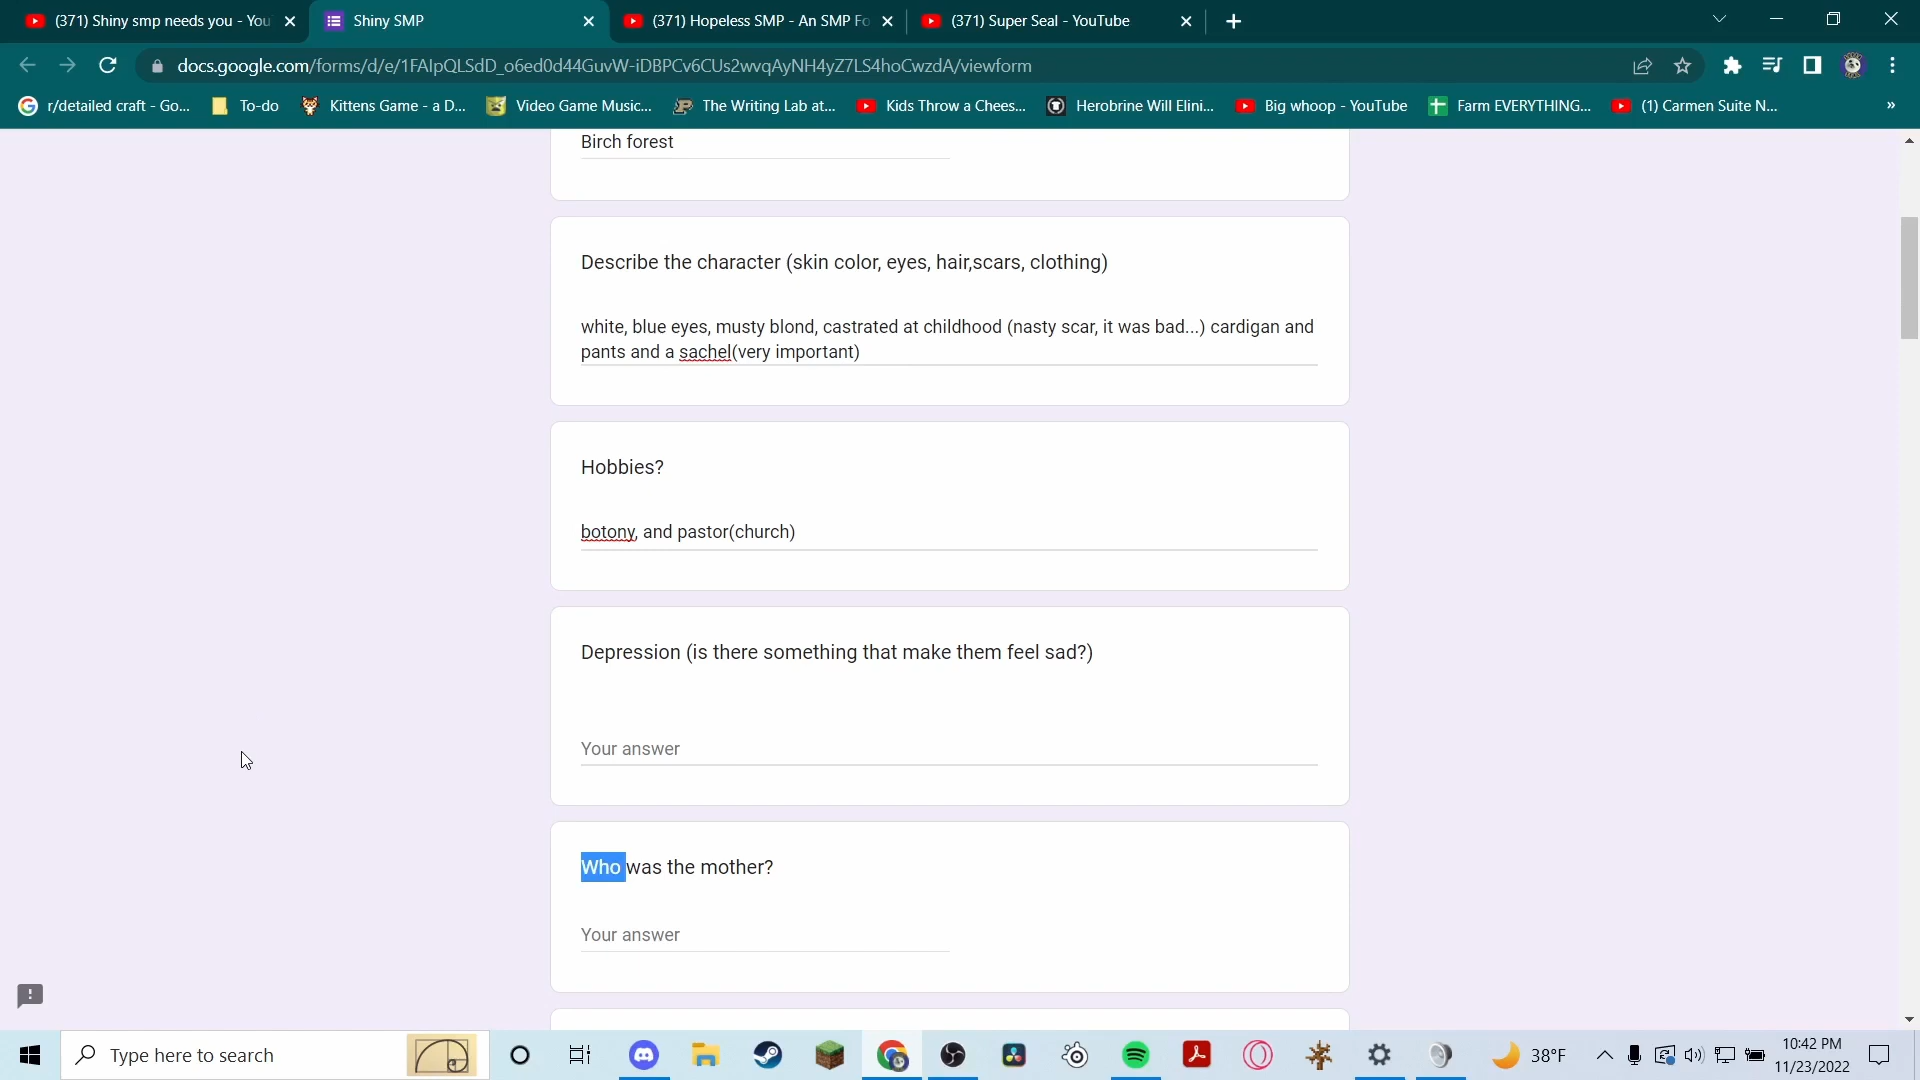 (371) Shiny smp needs you - You
Shiny SMP
(371) Hopeless SMP - An SMP Fo
(371) Super Seal - YouTube
docs.google.com/forms/d/e/1FAIpQLSdD_o6ed0d44GuvW-iDBPCv6CUs2wvqAyNH4yZ7LS4hoCwzdA/viewform
r/detailed craft - Go...
To-do
Kittens Game - a D...
Video Game Music...
The Writing Lab at...
Kids Throw a Chees...
Herobrine Will Elini...
Big whoop - YouTube
Farm EVERYTHING...
(1) Carmen Suite N...
»
Birch forest
Describe the character (skin color, eyes, hair,scars, clothing)
white, blue eyes, musty blond, castrated at childhood (nasty scar, it was bad...) cardigan and
pants and a sachel(very important)
Hobbies?
botony, and pastor(church)
Depression (is there something that make them feel sad?)
Your answer
Who was the mother?
Your answer
Type here to search
38°F
10:42 PM
11/23/2022